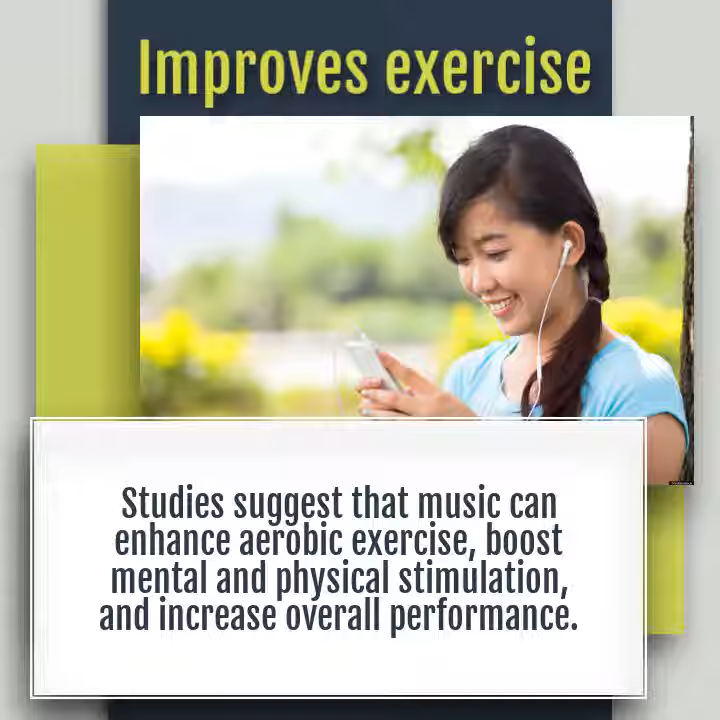 Improves exercise
Studies suggest that music can
enhance aerobic exercise, boost
mental and physical stimulation,
and increase overall performance.